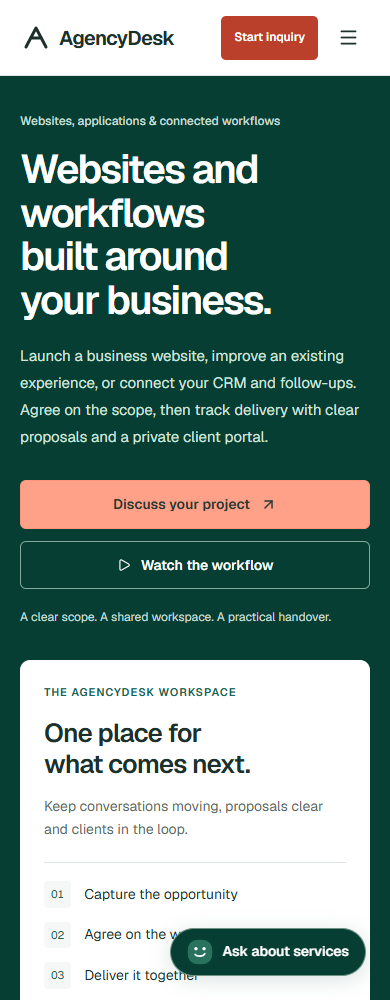 AgencyDesk
Start inquiry
Websites, applications & connected workflows
Websites and
workflows
built around
your business.
Launch a business website, improve an existing
experience, or connect your CRM and follow-ups.
Agree on the scope, then track delivery with clear
proposals and a private client portal.
Discuss your project
Watch the workflow
A clear scope. A shared workspace. A practical handover.
THE AGENCYDESK WORKSPACE
One place for
what comes next.
Keep conversations moving, proposals clear
and clients in the loop.
01 Capture the opportunity
02 Agree on the
03 Deliver it together
Ask about services